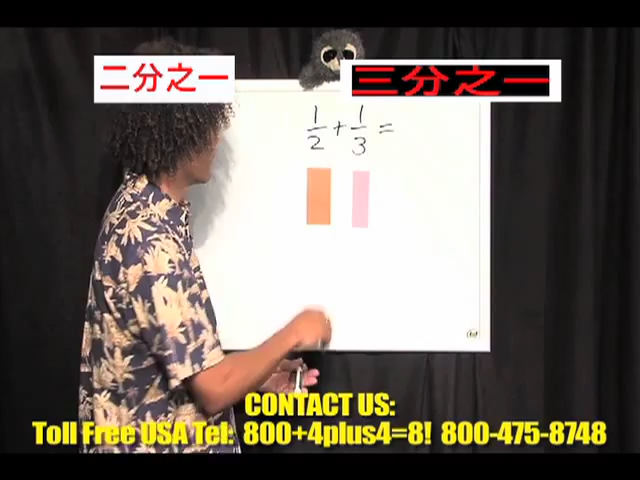 二分之一
三分之一
1/2 + 1/3 =
CONTACT US:
Toll Free USA Tel: 800+4plus4=8! 800-475-8748